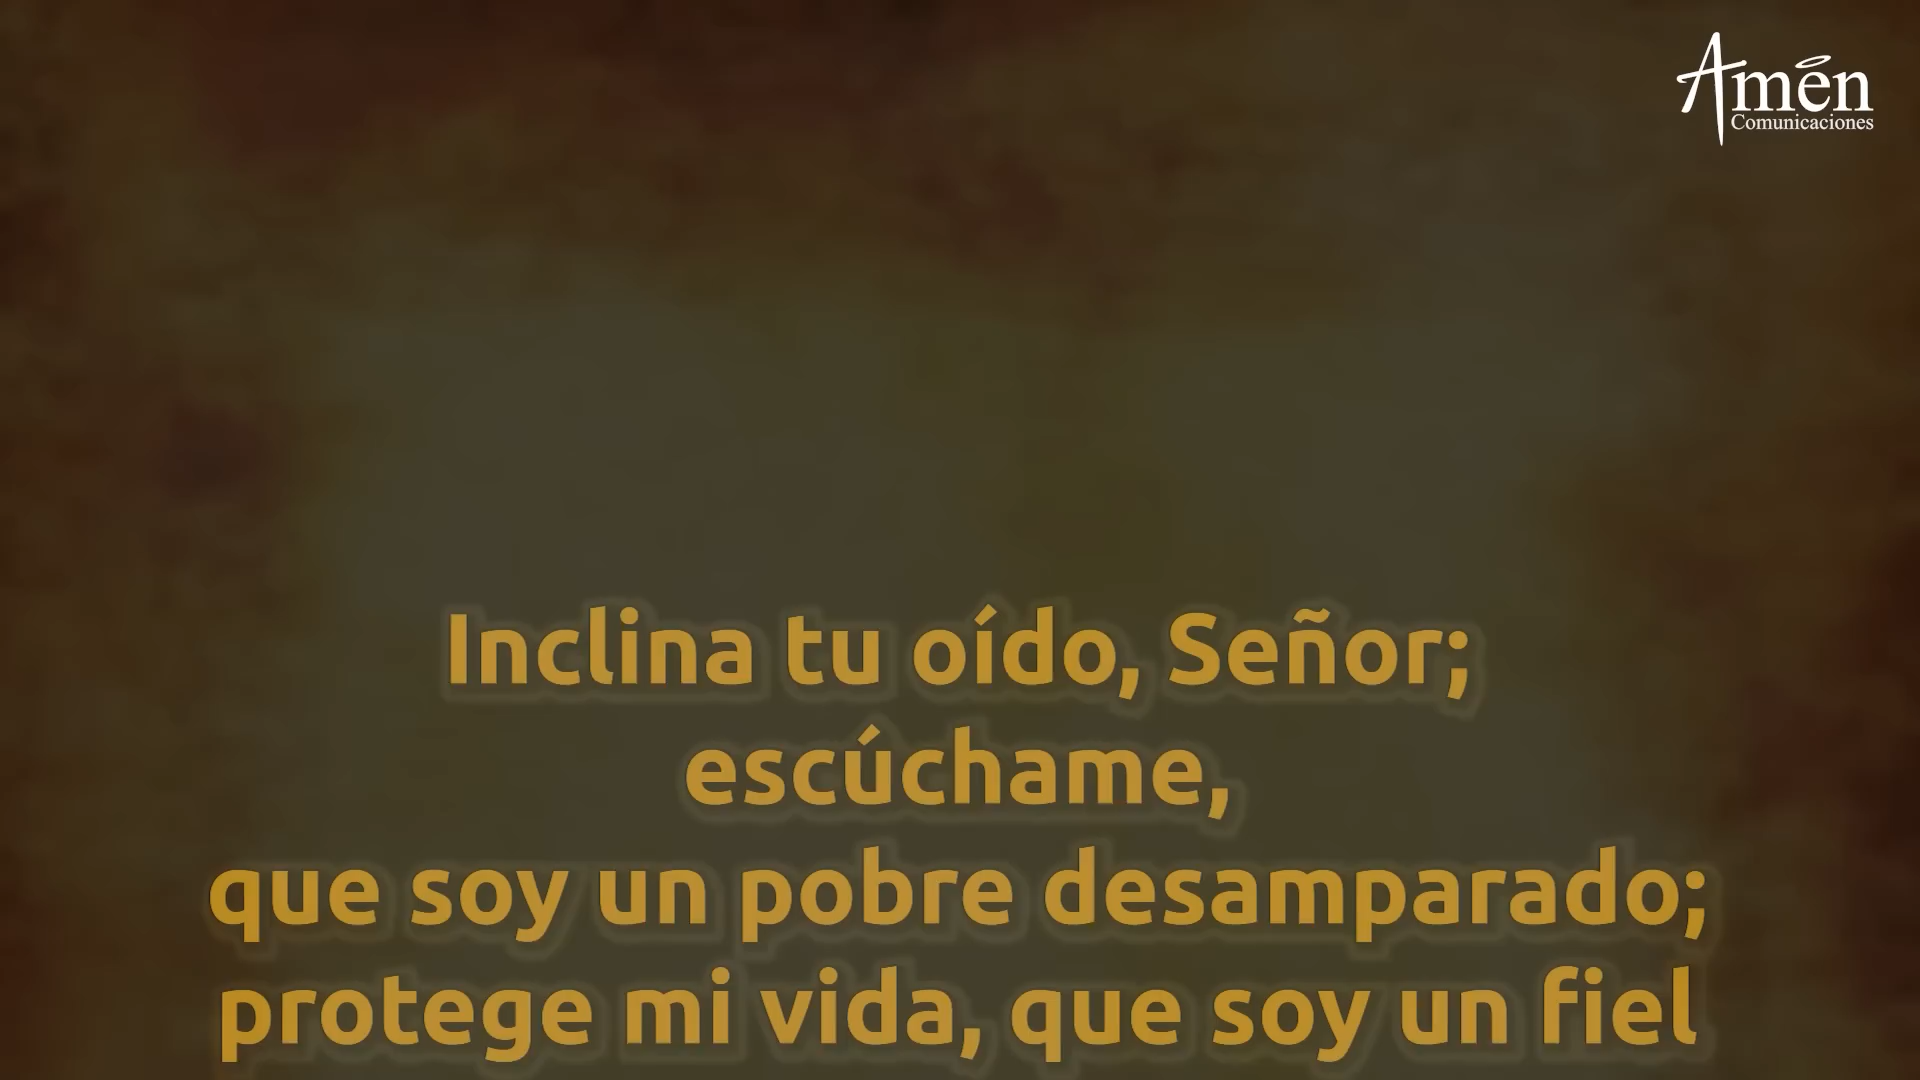 Amén
Comunicaciones
Inclina tu oído, Señor;
escúchame,
que soy un pobre desamparado;
protege mi vida, que soy un fiel